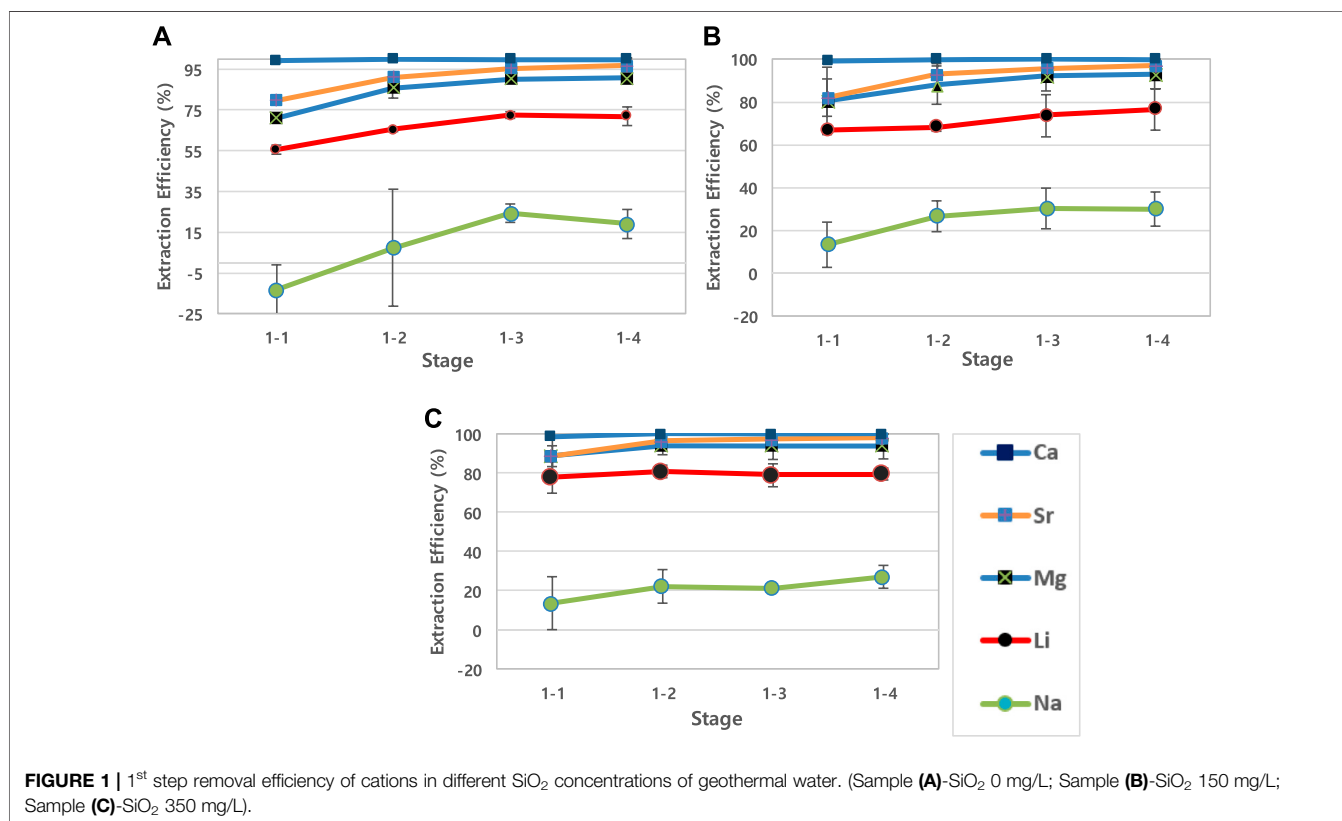 A
Extraction Efficiency (%)
95
75
55
35
15
-5
-25
1-1 1-2 1-3 1-4
Stage
B
Extraction Efficiency (%)
100
80
60
40
20
0
-20
1-1 1-2 1-3 1-4
Stage
C
Extraction Efficiency (%)
100
80
60
40
20
0
-20
1-1 1-2 1-3 1-4
Stage
Ca
Sr
Mg
Li
Na
FIGURE 1 | 1st step removal efficiency of cations in different SiO2 concentrations of geothermal water. (Sample (A)-SiO2 0 mg/L; Sample (B)-SiO2 150 mg/L;
Sample (C)-SiO2 350 mg/L).